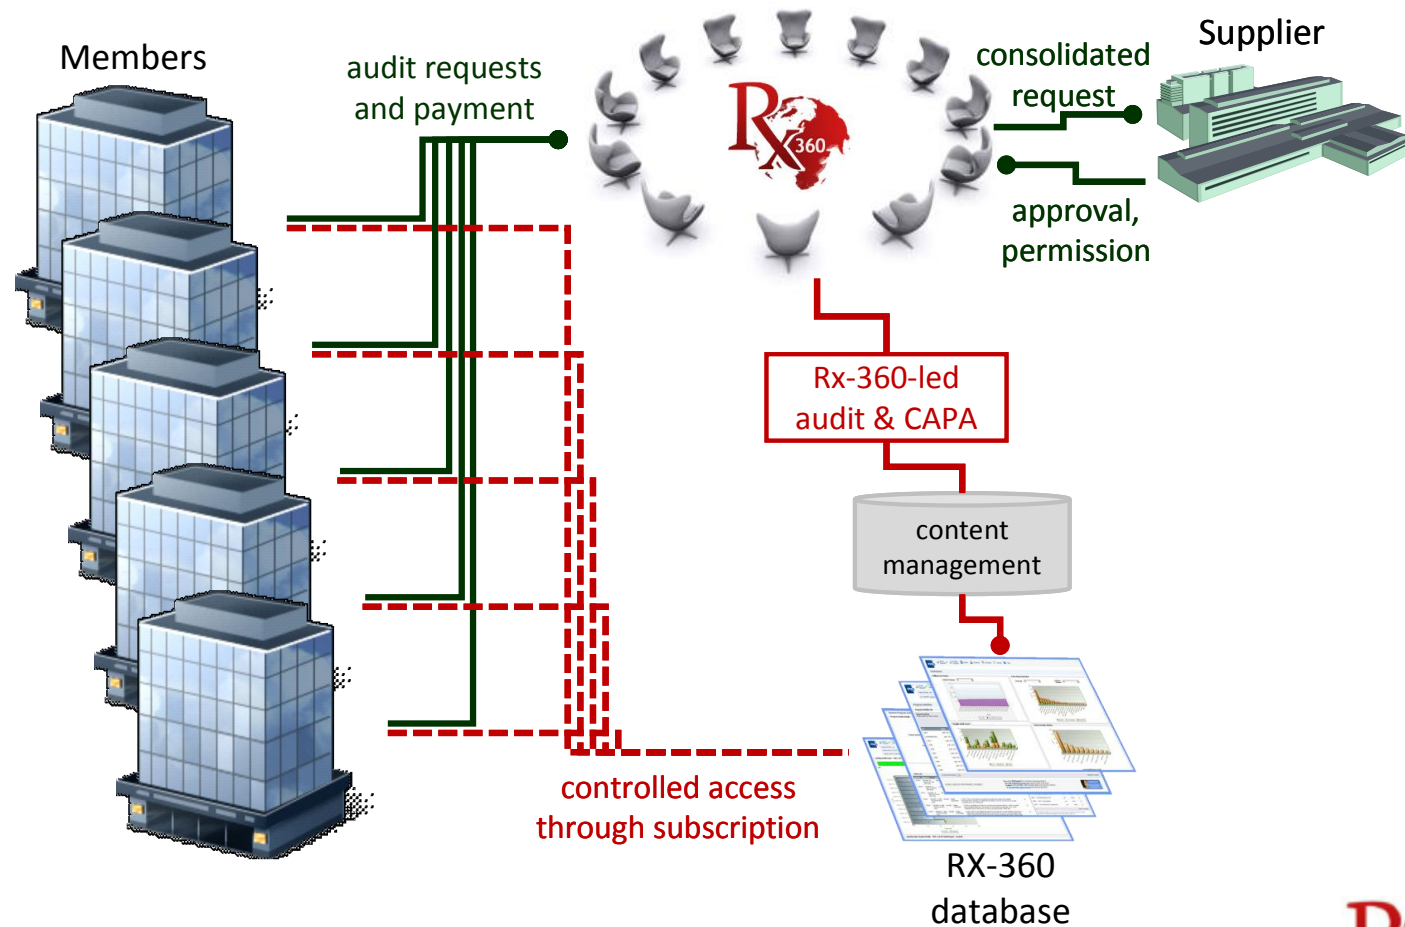 Members
audit requests
and payment
Rx
360
consolidated
request
Supplier
approval,
permission
Rx-360-led
audit & CAPA
content
management
controlled access
through subscription
RX-360
database